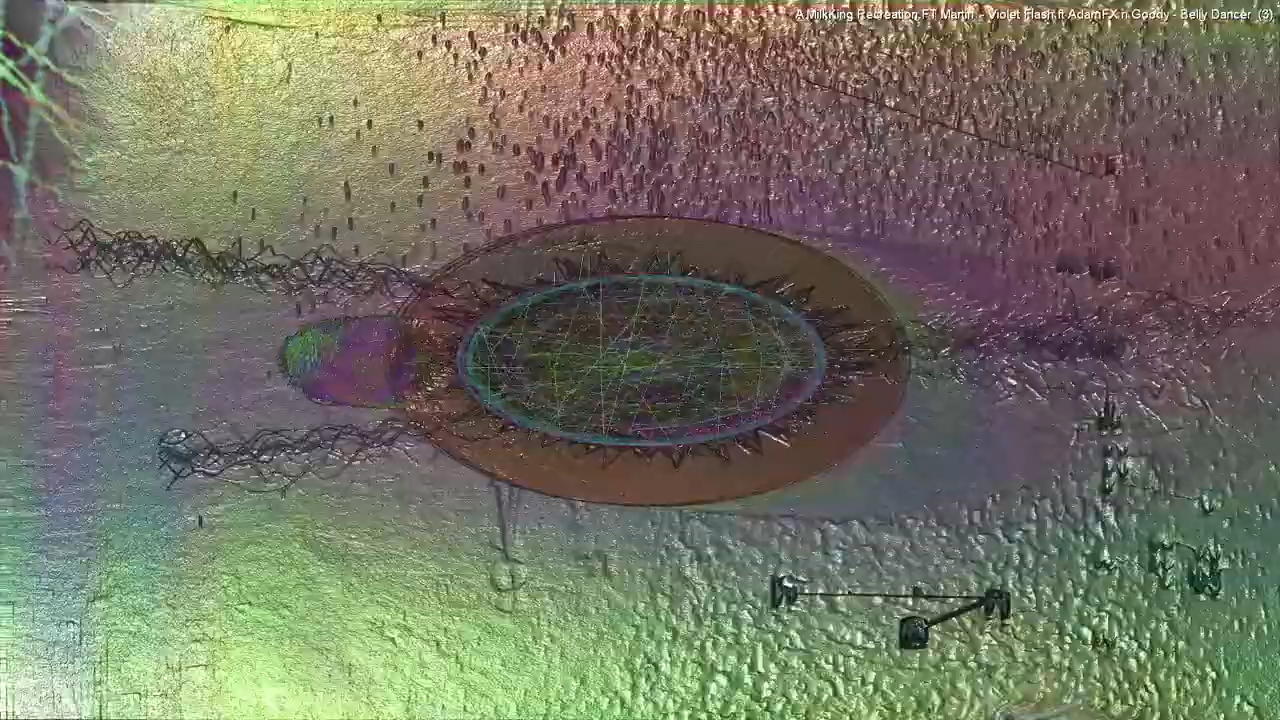 A.MilkKing Recreation.FT Martin - Violet Flash ft AdamFX n Goody - Belly Dancer (3)